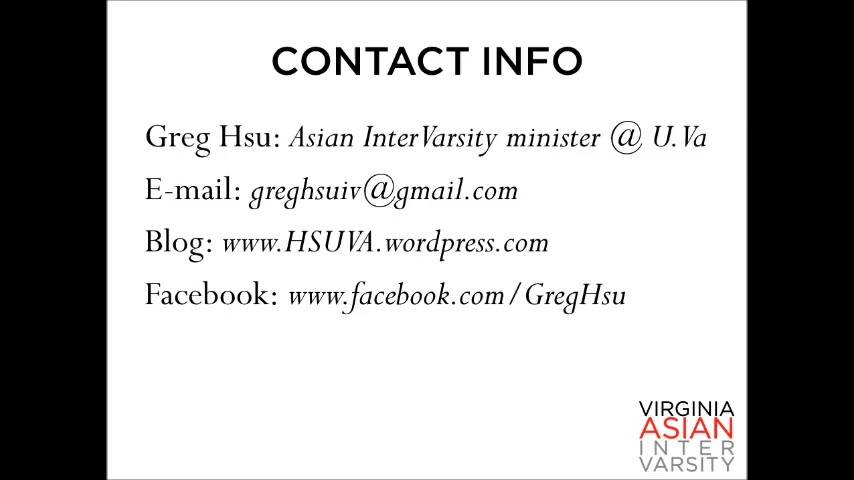 CONTACT INFO
Greg Hsu: Asian InterVarsity minister @ U.Va
E-mail: greghsuiv@gmail.com
Blog: www.HSUVA.wordpress.com
Facebook: www.facebook.com/GregHsu
VIRGINIA
ASIAN
INTER
VARSITY